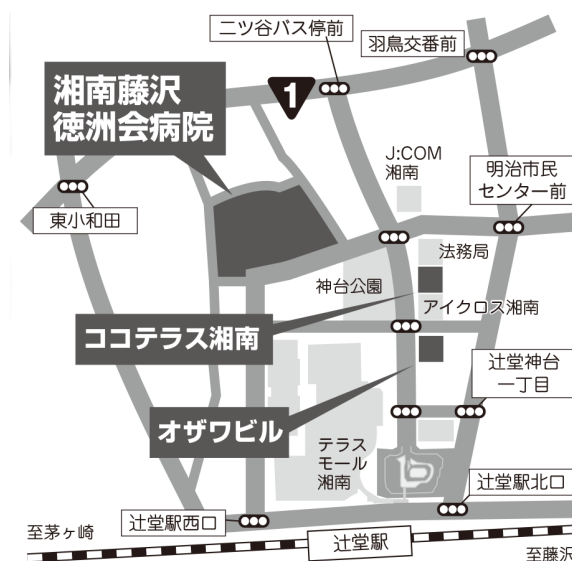 二ツ谷バス停前
羽鳥交番前
湘南藤沢
徳洲会病院
1
J:COM
湘南
明治市民
センター前
東小和田
法務局
神台公園
アイクロス湘南
ココテラス湘南
辻堂神台
一丁目
オザワビル
テラス
モール
湘南
辻堂駅北口
辻堂駅西口
至茅ヶ崎
辻堂駅
至藤沢